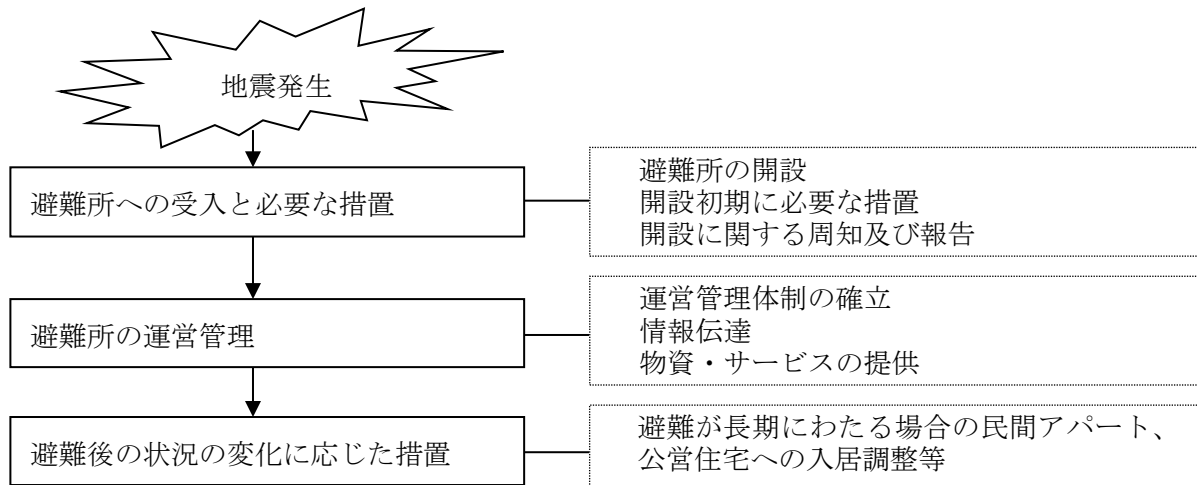 地震発生
避難所への受入と必要な措置
避難所の開設
開設初期に必要な措置
開設に関する周知及び報告
避難所の運営管理
運営管理体制の確立
情報伝達
物資・サービスの提供
避難後の状況の変化に応じた措置
避難が長期にわたる場合の民間アパート、
公営住宅への入居調整等